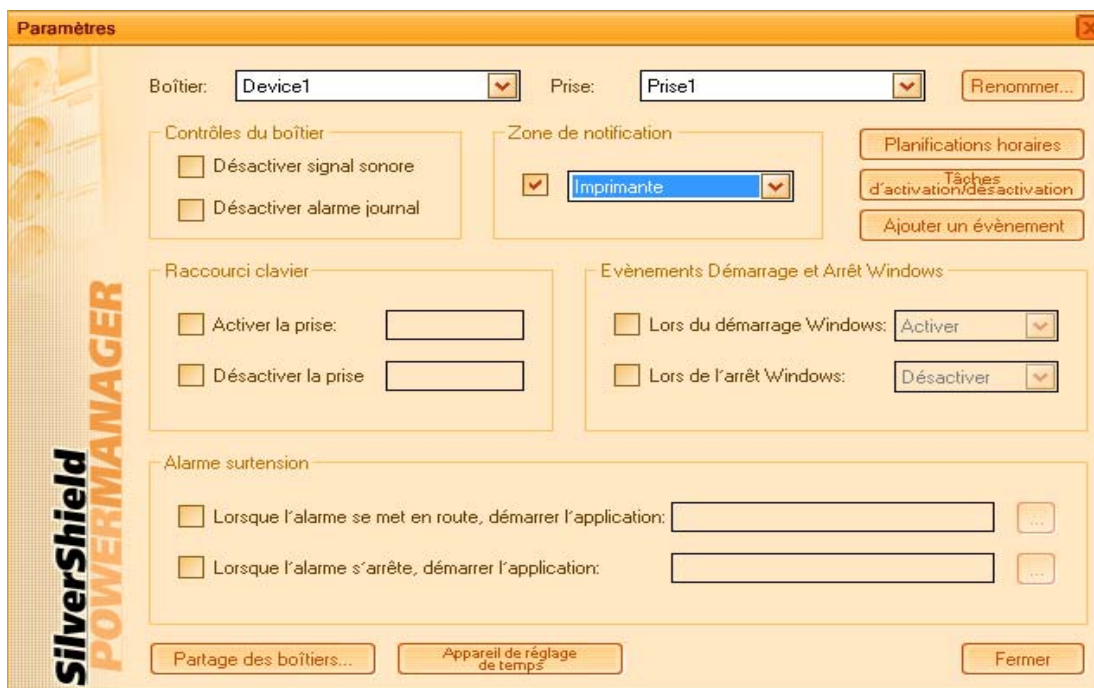 Paramètres
Boîtier: Device1 Prise: Prise1 Renommer...
Contrôles du boîtier
Désactiver signal sonore
Désactiver alarme journal
Zone de notification
Imprimante
Planifications horaires
Tâches
d'activation/désactivation
Ajouter un évènement
Raccourci clavier
Activer la prise:
Désactiver la prise
Evènements Démarrage et Arrêt Windows
Lors du démarrage Windows: Activer
Lors de l'arrêt Windows: Désactiver
Alarme surtension
Lorsque l'alarme se met en route, démarrer l'application: ...
Lorsque l'alarme s'arrête, démarrer l'application: ...
SilverShield
POWERMANAGER
Partage des boîtiers...
Appareil de réglage
de temps
Fermer